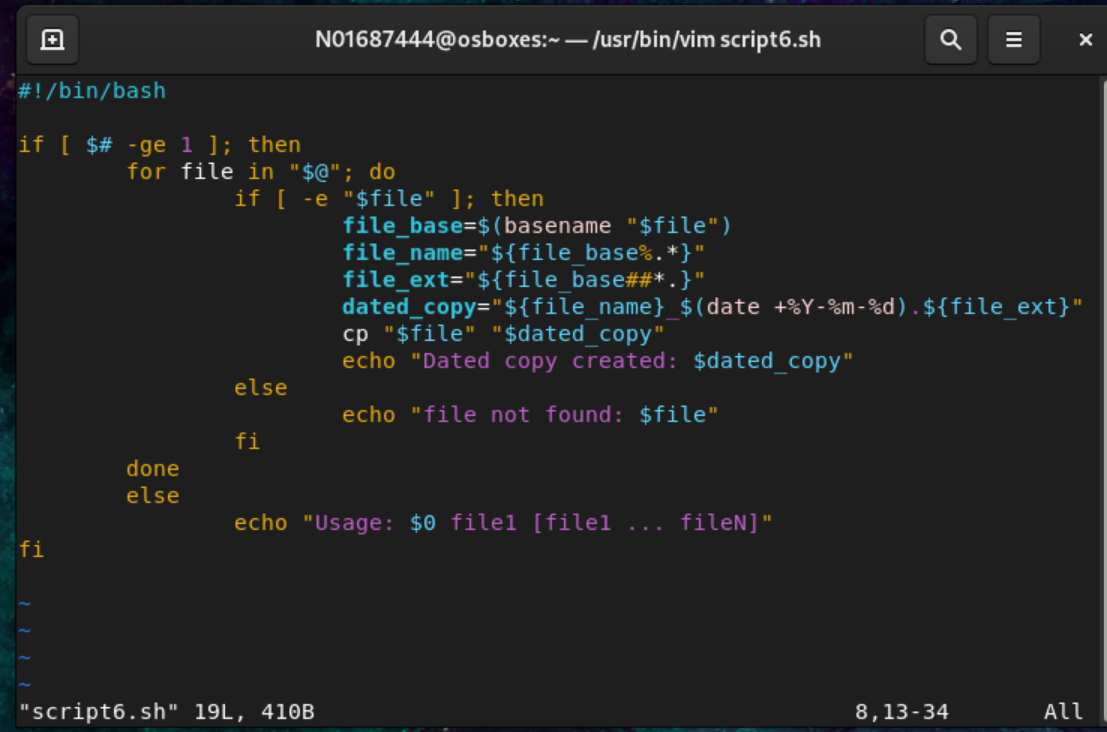 N01687444@osboxes:~ — /usr/bin/vim script6.sh
#!/bin/bash

if [ $# -ge 1 ]; then
        for file in "$@"; do
                if [ -e "$file" ]; then
                        file_base=$(basename "$file")
                        file_name="${file_base%.*}"
                        file_ext="${file_base##*.}"
                        dated_copy="${file_name}_$(date +%Y-%m-%d).${file_ext}"
                        cp "$file" "$dated_copy"
                        echo "Dated copy created: $dated_copy"
                else
                        echo "file not found: $file"
                fi
        done
        else
                echo "Usage: $0 file1 [file1 ... fileN]"
fi

~
~
~
~
"script6.sh" 19L, 410B 8,13-34 All